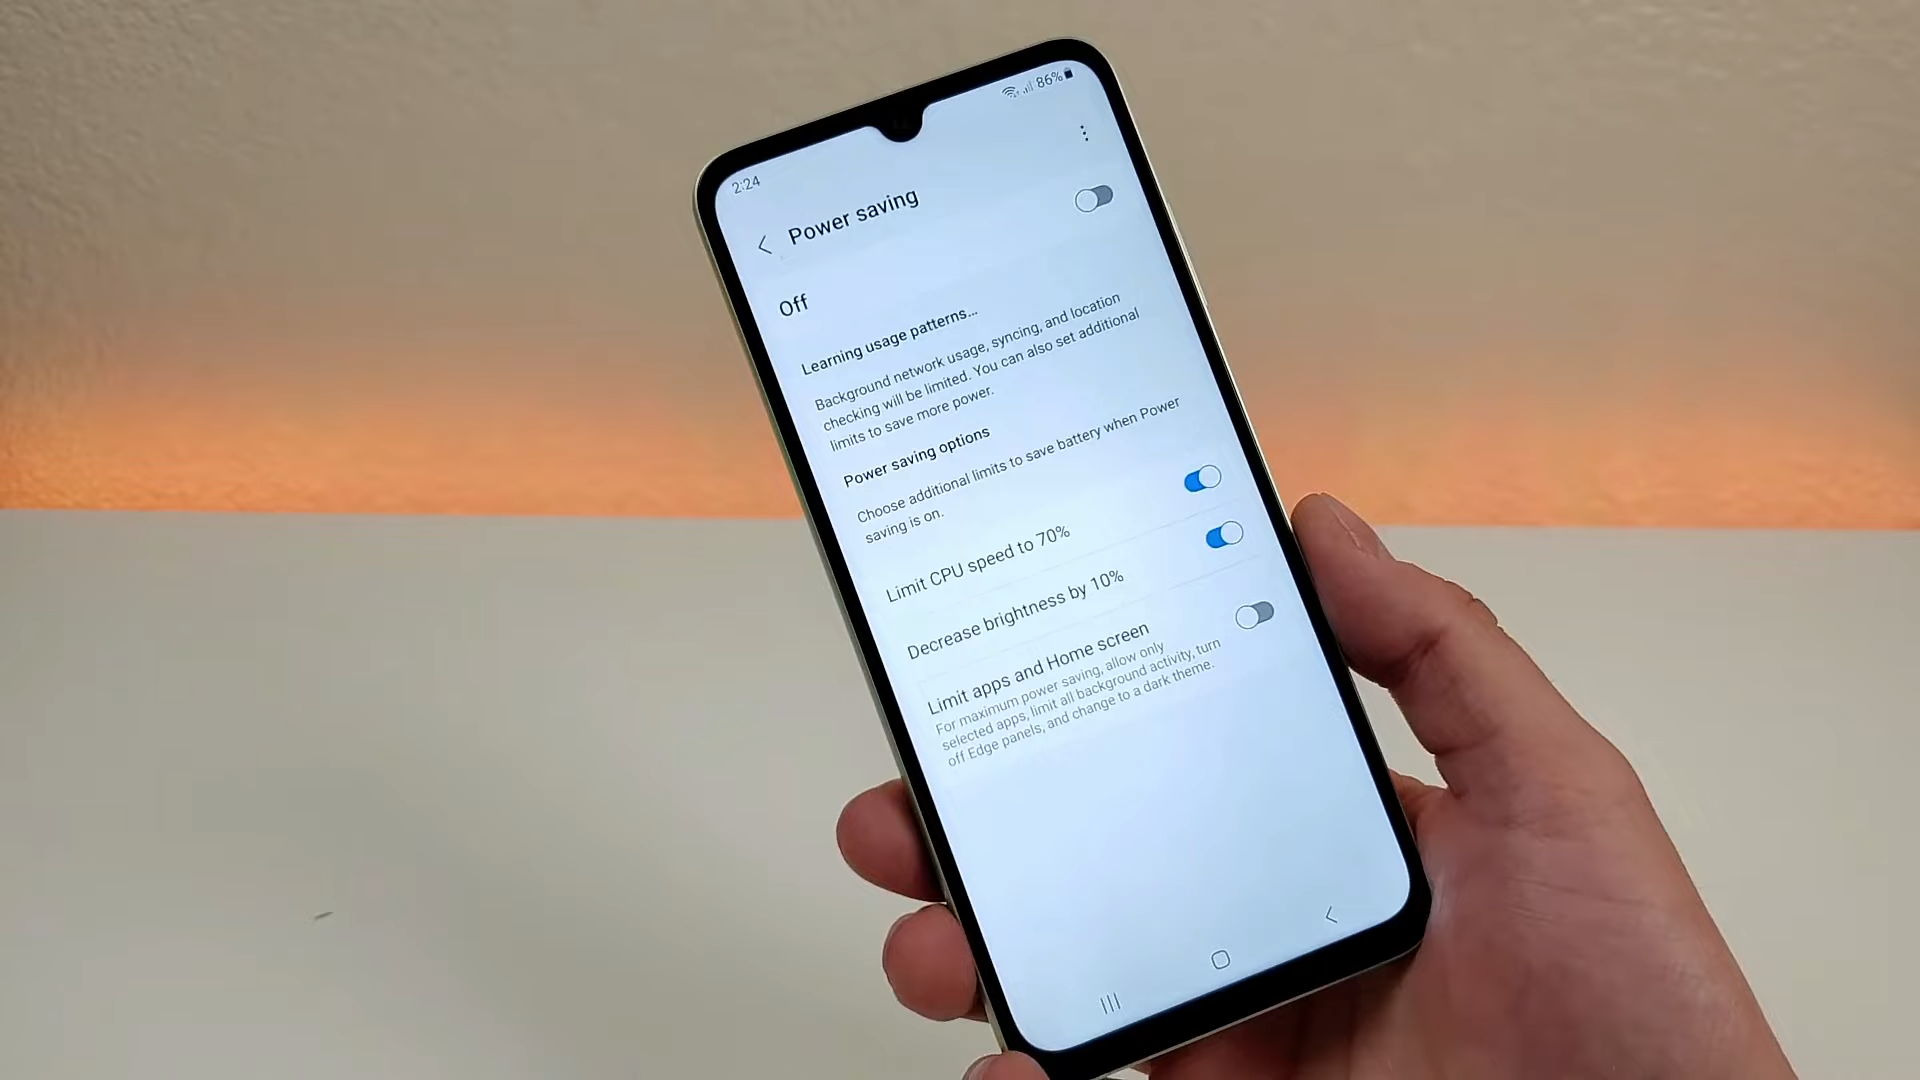 2:24
86%
Power saving
Off
Learning usage patterns...
Background network usage, syncing, and location
checking will be limited. You can also set additional
limits to save more power.
Power saving options
Choose additional limits to save battery when Power
saving is on.
Limit CPU speed to 70%
Decrease brightness by 10%
Limit apps and Home screen
For maximum power saving, allow only
selected apps, limit all background activity, turn
off Edge panels, and change to a dark theme.